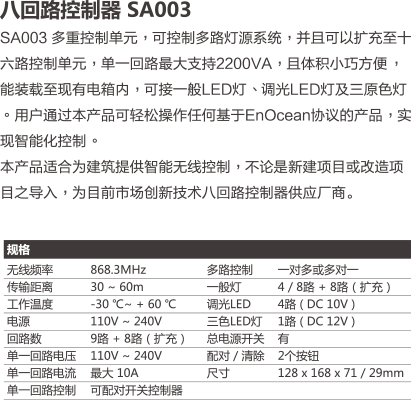 八回路控制器 SA003
SA003 多重控制单元，可控制多路灯源系统，并且可以扩充至十
六路控制单元，单一回路最大支持2200VA，且体积小巧方便，
能装载至现有电箱内，可接一般LED灯、调光LED灯及三原色灯
。用户通过本产品可轻松操作任何基于EnOcean协议的产品，实
现智能化控制。
本产品适合为建筑提供智能无线控制，不论是新建项目或改造项
目之导入，为目前市场创新技术八回路控制器供应厂商。
规格
无线频率 868.3MHz 多路控制 一对多或多对一
传输距离 30 ~ 60m 一般灯 4 / 8路 + 8路（扩充）
工作温度 -30 ℃~ + 60 ℃ 调光LED 4路（DC 10V）
电源 110V ~ 240V 三色LED灯 1路（DC 12V）
回路数 9路 + 8路（扩充） 总电源开关 有
单一回路电压 110V ~ 240V 配对 / 清除 2个按钮
单一回路电流 最大 10A 尺寸 128 x 168 x 71 / 29mm
单一回路控制 可配对开关控制器